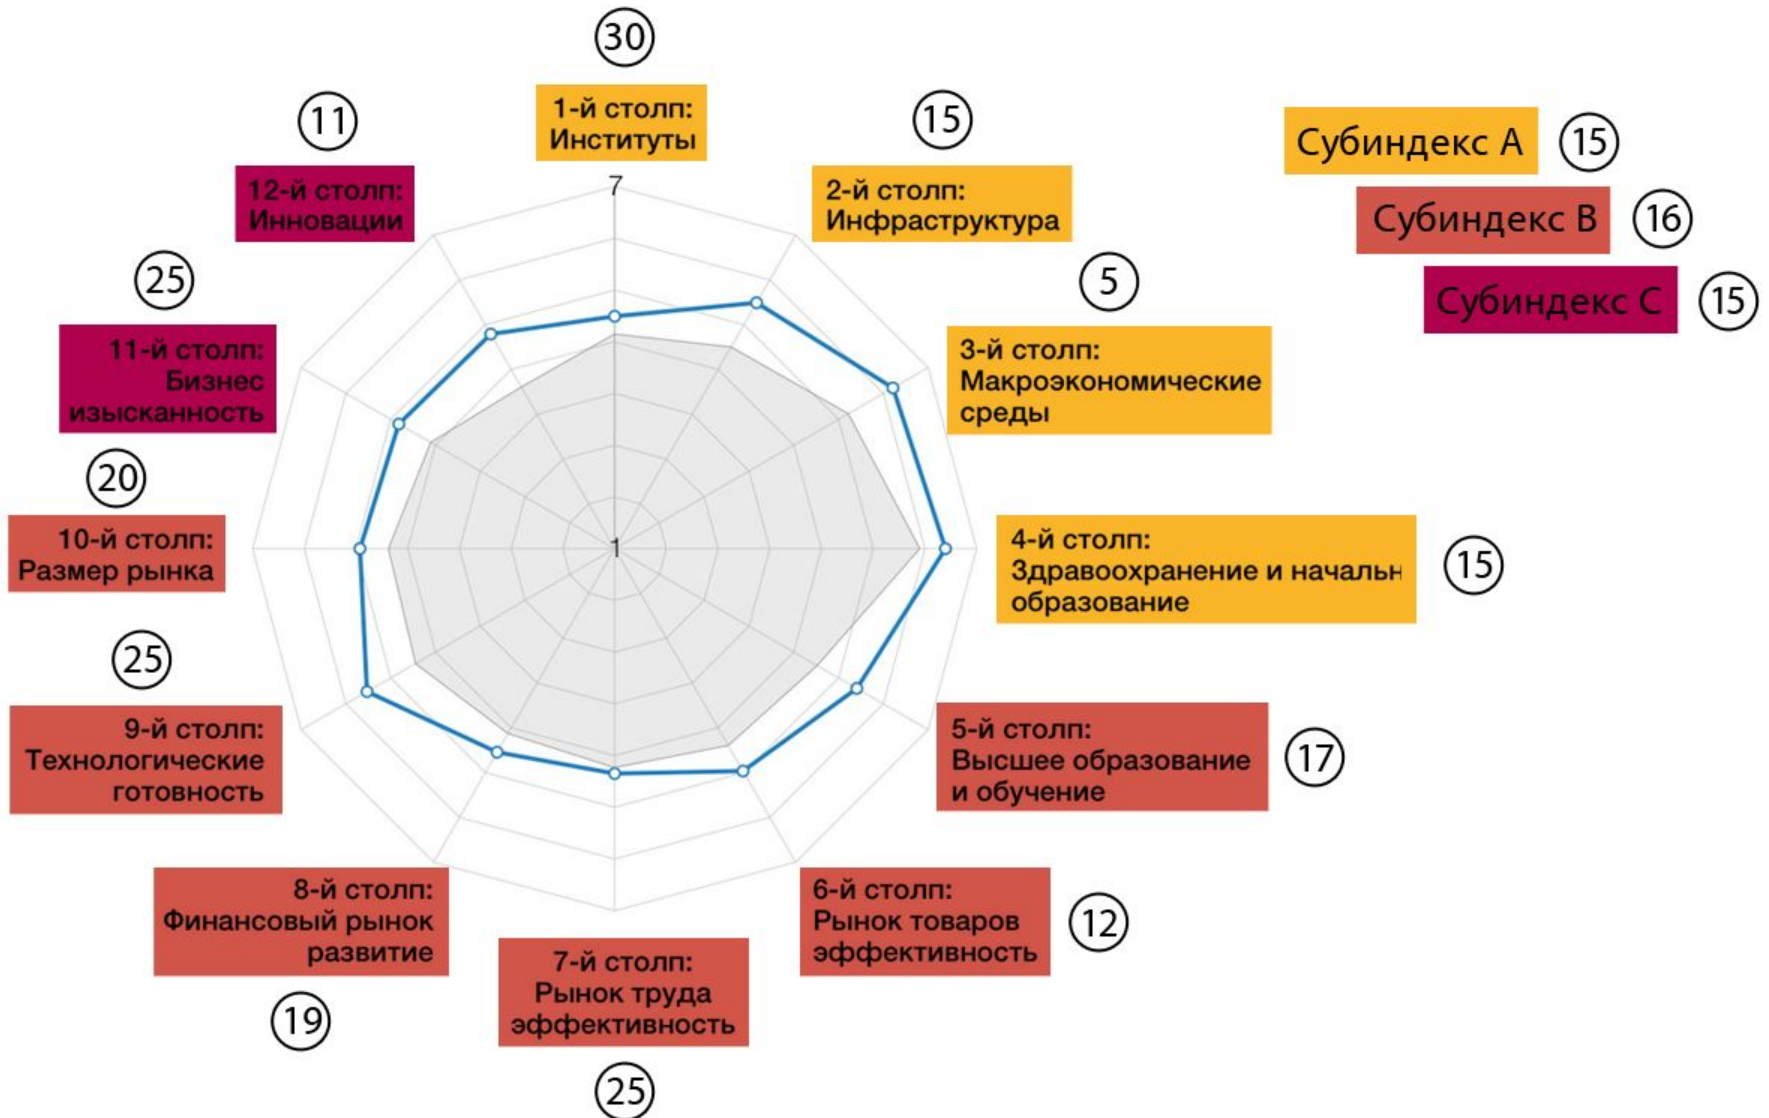 30
1-й столп:
Институты
11
12-й столп:
Инновации
15
2-й столп:
Инфраструктура
Субиндекс A
15
Субиндекс B
16
Субиндекс C
15
7
25
11-й столп:
Бизнес
изысканность
5
3-й столп:
Макроэкономические
среды
20
10-й столп:
Размер рынка
1
4-й столп:
Здравоохранение и начальн
образование
15
25
9-й столп:
Технологические
готовность
5-й столп:
Высшее образование
и обучение
17
8-й столп:
Финансовый рынок
развитие
19
7-й столп:
Рынок труда
эффективность
25
6-й столп:
Рынок товаров
эффективность
12